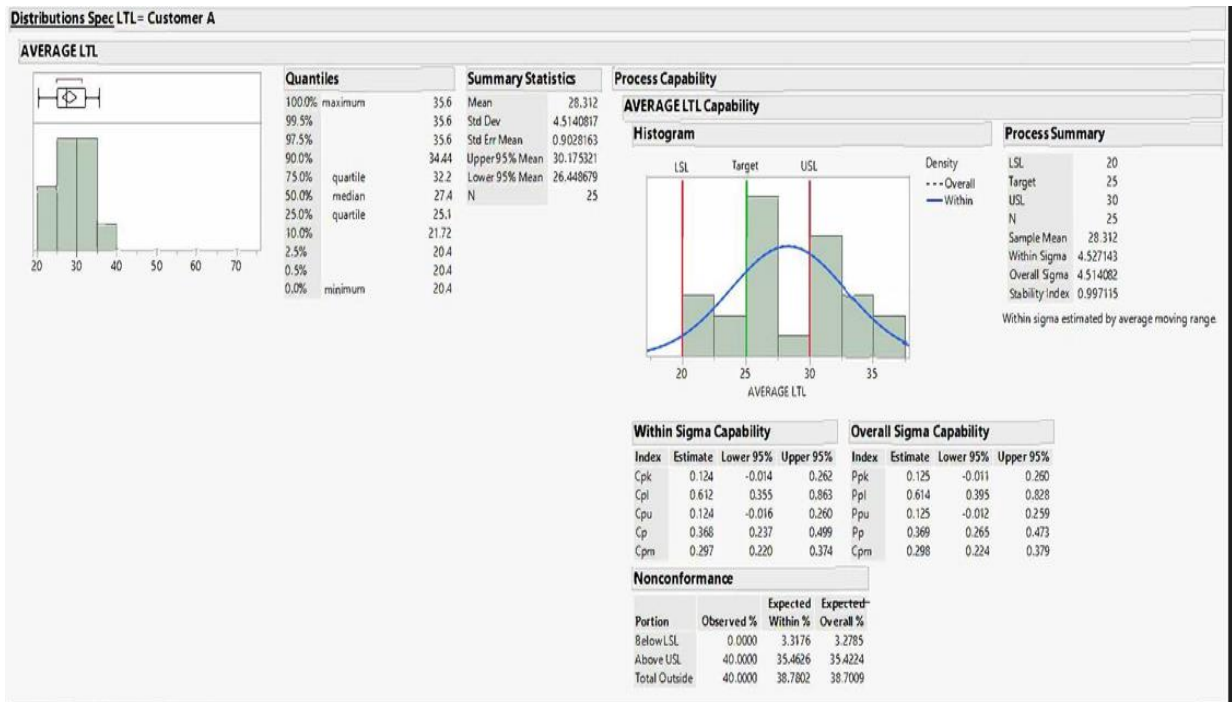 Distributions Spec LTL= Customer A
AVERAGE LTL
20 30 40 50 60 70
Quantiles
100.0% maximum 35.6
99.5% 35.6
97.5% 35.6
90.0% 34.44
75.0% quartile 32.2
50.0% median 27.4
25.0% quartile 25.1
10.0% 21.72
2.5% 20.4
0.5% 20.4
0.0% minimum 20.4
Summary Statistics
Mean 28.312
Std Dev 4.5140817
Std Err Mean 0.9028163
Upper 95% Mean 30.175321
Lower 95% Mean 26.448679
N 25
Process Capability
AVERAGE LTL Capability
Histogram
LSL Target USL
20 25 30 35
AVERAGE LTL
Density
Overall
Within
Process Summary
LSL 20
Target 25
USL 30
N 25
Sample Mean 28.312
Within Sigma 4.527143
Overall Sigma 4.514082
Stability Index 0.997115
Within sigma estimated by average moving range.
Within Sigma Capability
Index Estimate Lower 95% Upper 95%
Cpk 0.124 -0.014 0.262
Cpl 0.612 0.355 0.863
Cpu 0.124 -0.016 0.260
Cp 0.368 0.237 0.499
Cpm 0.297 0.220 0.374
Overall Sigma Capability
Index Estimate Lower 95% Upper 95%
Ppk 0.125 -0.011 0.260
Ppl 0.614 0.395 0.828
Ppu 0.125 -0.012 0.259
Pp 0.369 0.265 0.473
Cpm 0.298 0.224 0.379
Nonconformance
Expected Expected
Portion Observed % Within % Overall %
Below LSL 0.0000 3.3176 3.2785
Above USL 40.0000 35.4626 35.4224
Total Outside 40.0000 38.7802 38.7009